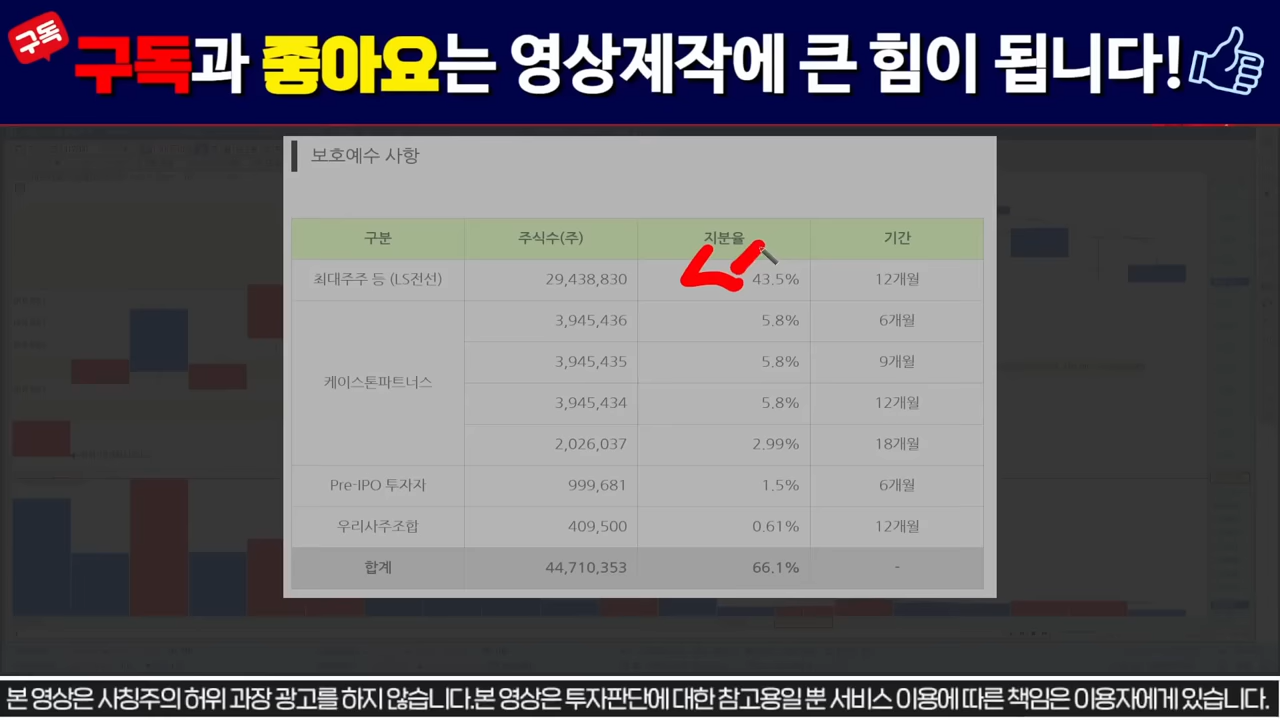 구독
구독과 좋아요는 영상제작에 큰 힘이 됩니다!
보호예수 사항
구분 주식수(주) 지분율 기간
최대주주 등 (LS전선) 29,438,830 43.5% 12개월
케이스톤파트너스 3,945,436 5.8% 6개월
3,945,435 5.8% 9개월
3,945,434 5.8% 12개월
2,026,037 2.99% 18개월
Pre-IPO 투자자 999,681 1.5% 6개월
우리사주조합 409,500 0.61% 12개월
합계 44,710,353 66.1% -
본 영상은 사칭주의 허위 과장 광고를 하지 않습니다.본 영상은 투자판단에 대한 참고용일 뿐 서비스 이용에 따른 책임은 이용자에게 있습니다.